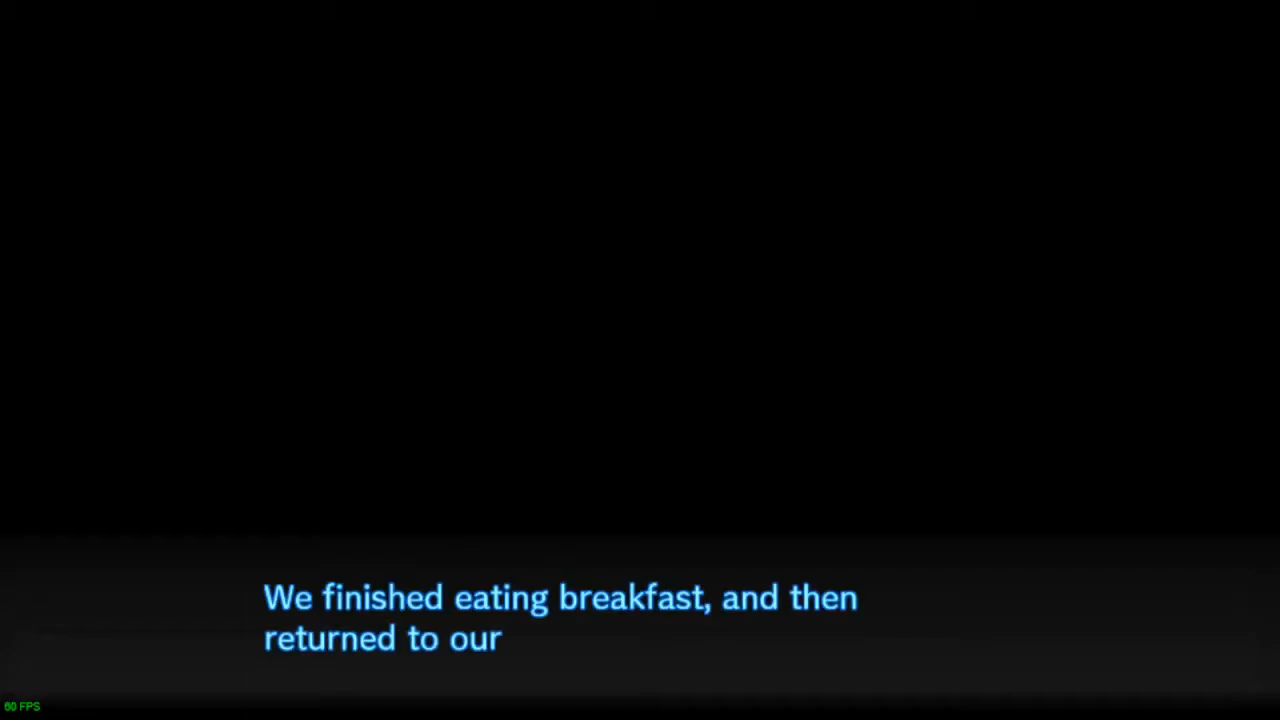 We finished eating breakfast, and then
returned to our
60 FPS